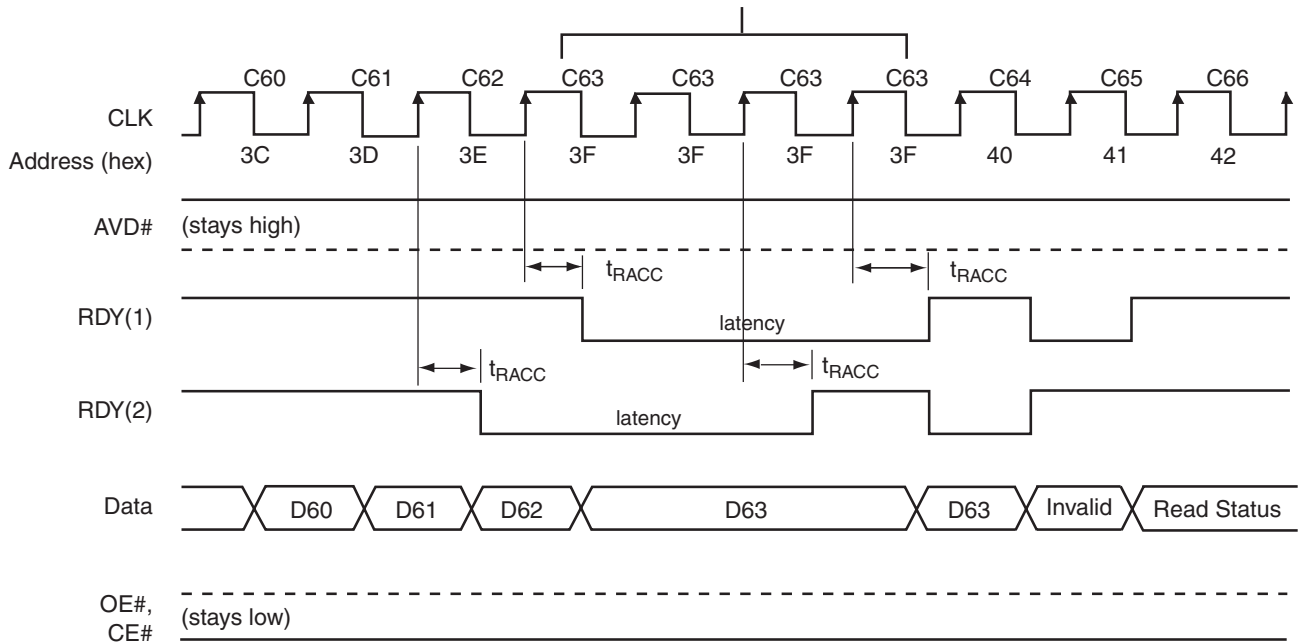 C60 C61 C62 C63 C63 C63 C63 C64 C65 C66
CLK
Address (hex) 3C 3D 3E 3F 3F 3F 3F 40 41 42
AVD# (stays high)
tRACC tRACC
RDY(1) latency
tRACC tRACC
RDY(2) latency
Data D60 D61 D62 D63 D63 Invalid Read Status
OE#,
CE# (stays low)